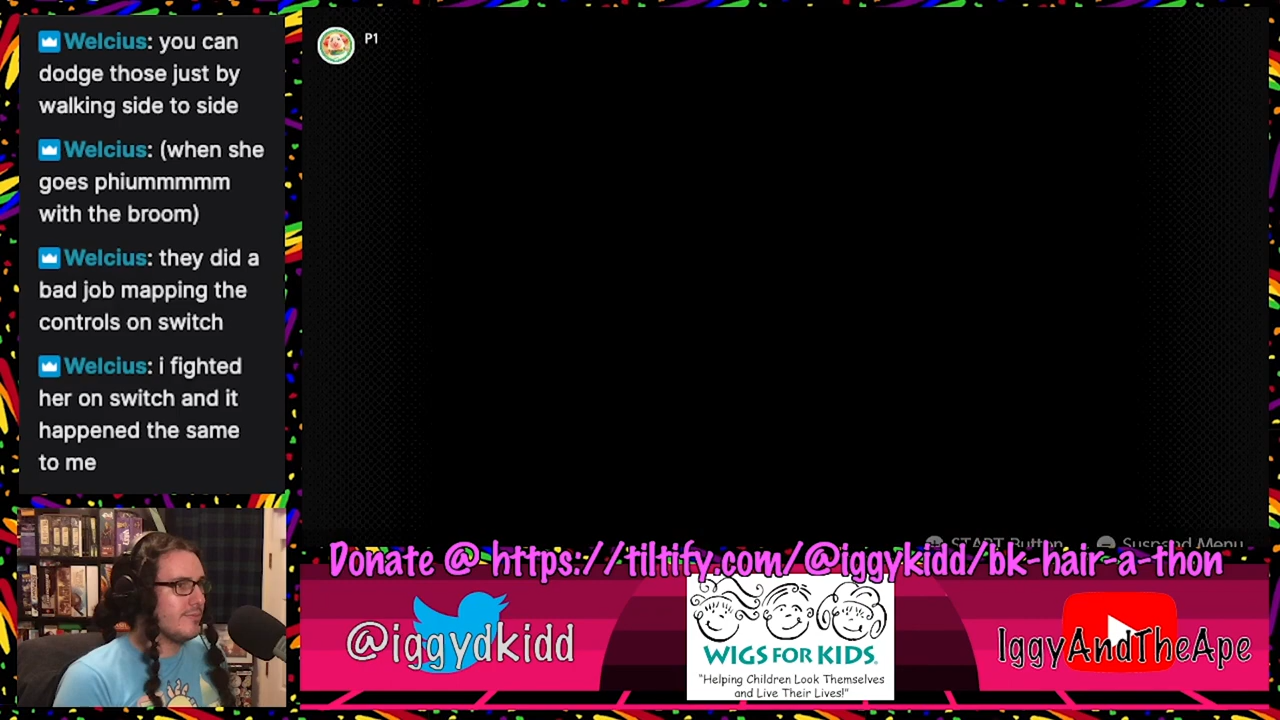 Welcius: you can
dodge those just by
walking side to side
Welcius: (when she
goes phiummmmm
with the broom)
Welcius: they did a
bad job mapping the
controls on switch
Welcius: i fighted
her on switch and it
happened the same
to me
P1
START Button
Suspend Menu
Donate @ https://tiltify.com/@iggykidd/bk-hair-a-thon
@iggydkidd
WIGS FOR KIDS.
"Helping Children Look Themselves
and Live Their Lives!"
IggyAndTheApe